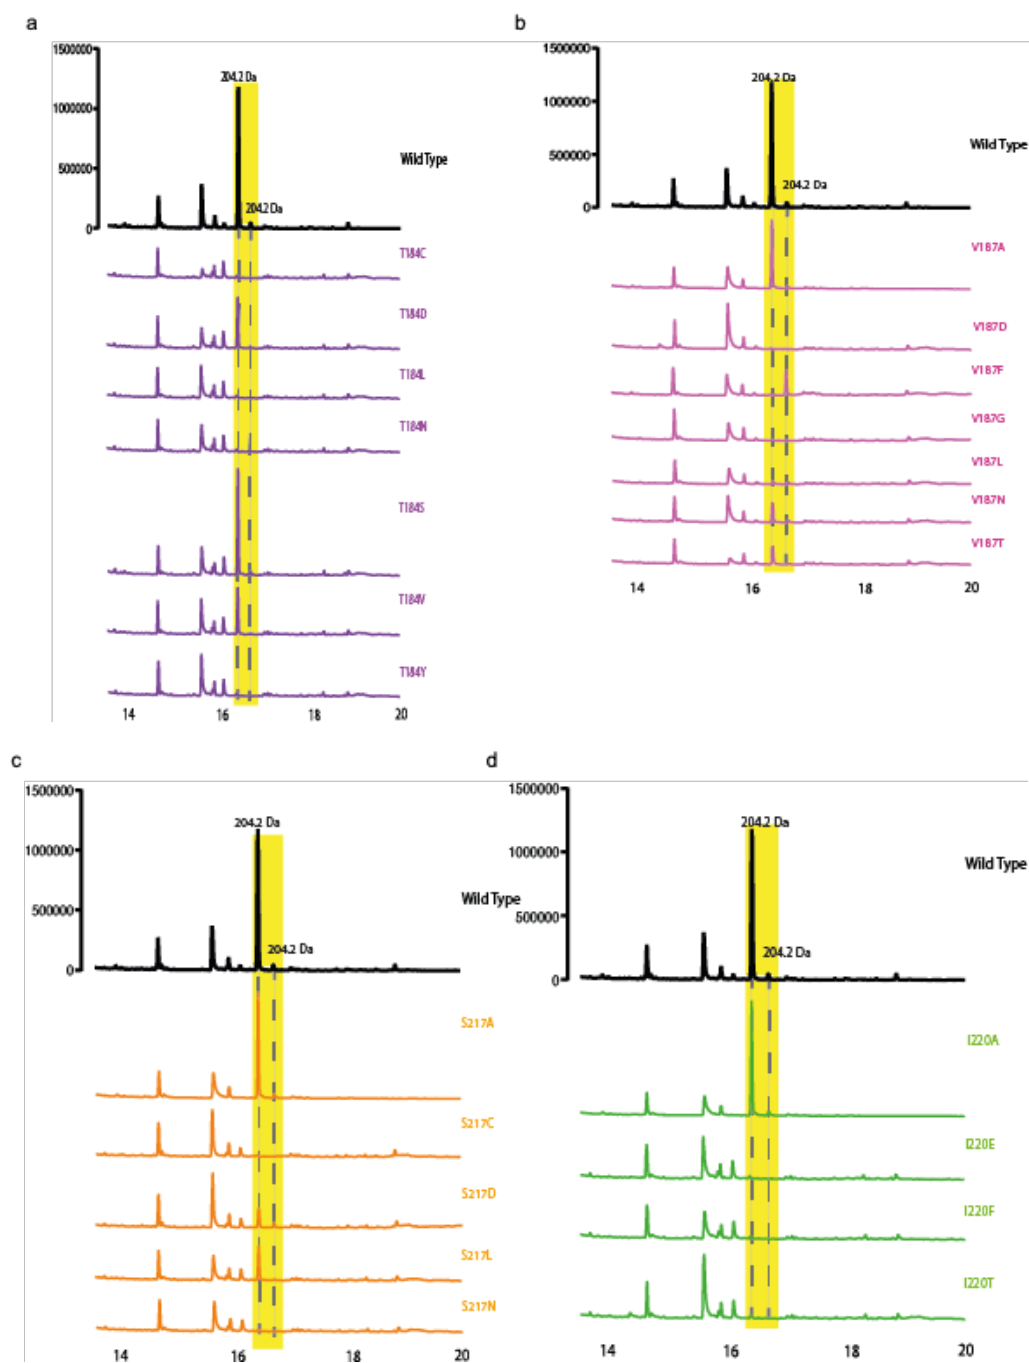 a
1500000
204.2 Da
1000000
Wild Type
500000
204.2 Da
0
T184C
T184D
T184L
T184N
T184S
T184V
T184Y
14 16 18 20
b
1500000
204.2 Da
1000000
Wild Type
500000
204.2 Da
0
V187A
V187D
V187F
V187G
V187L
V187N
V187T
14 16 18 20
c
1500000
204.2 Da
1000000
Wild Type
500000
204.2 Da
0
S217A
S217C
S217D
S217L
S217N
14 16 18 20
d
1500000
204.2 Da
1000000
Wild Type
500000
204.2 Da
0
I220A
I220E
I220F
I220T
14 16 18 20